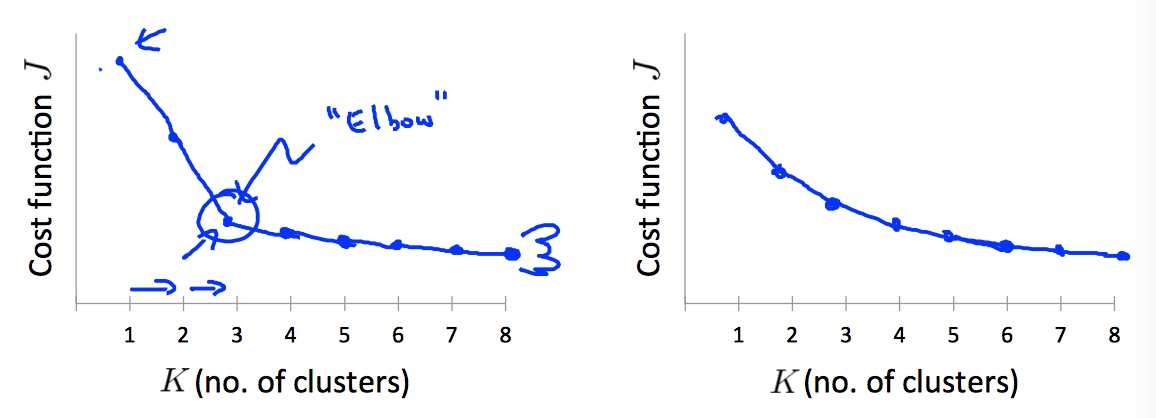 Cost function J
"Elbow"
1 2 3 4 5 6 7 8
K (no. of clusters)
Cost function J
1 2 3 4 5 6 7 8
K (no. of clusters)